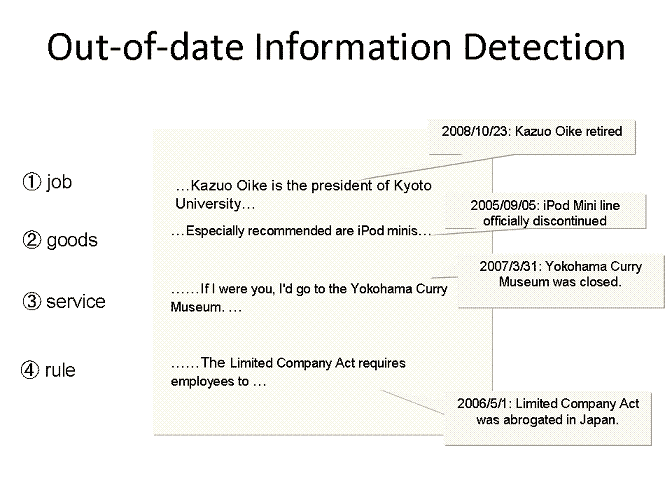 Out-of-date Information Detection
2008/10/23: Kazuo Oike retired
① job
…Kazuo Oike is the president of Kyoto
University…
2005/09/05: iPod Mini line
officially discontinued
② goods
…Especially recommended are iPod minis…
2007/3/31: Yokohama Curry
Museum was closed.
③ service
……If I were you, I'd go to the Yokohama Curry
Museum. …
④ rule
……The Limited Company Act requires
employees to …
2006/5/1: Limited Company Act
was abrogated in Japan.